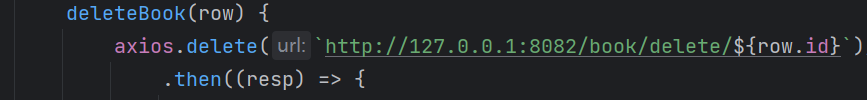 deleteBook(row) {
axios.delete( url: `http://127.0.0.1:8082/book/delete/${row.id}`)
.then((resp) => {